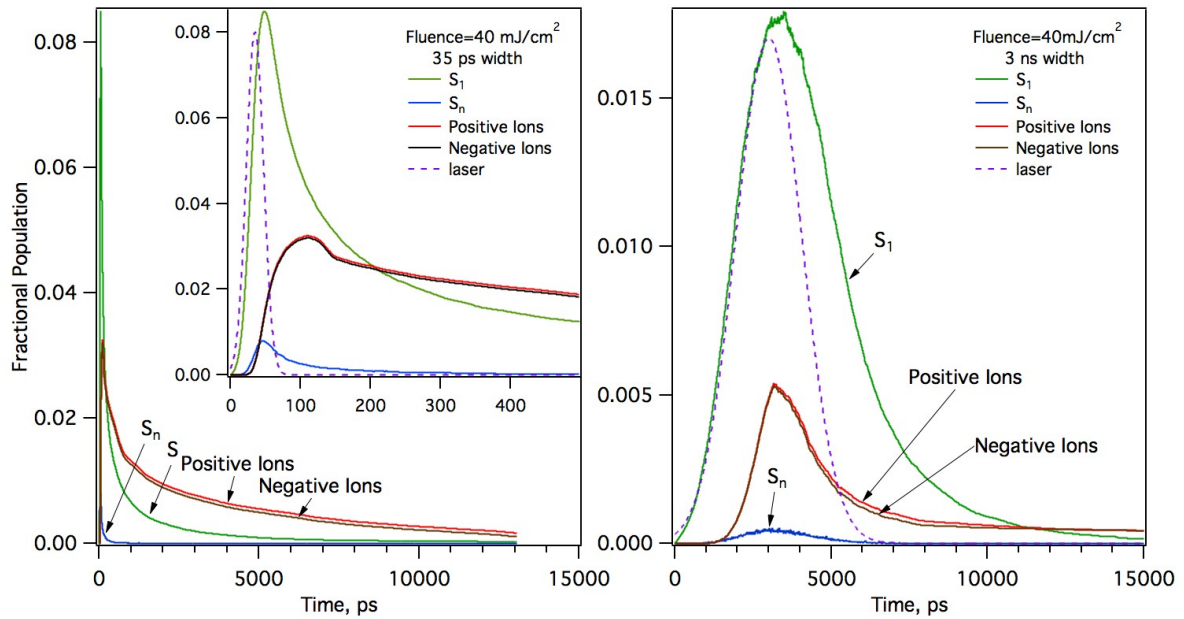 Fractional Population
0.08
0.06
0.04
0.02
0.00
0
5000
10000
15000
Time, ps
Sn
S
Positive Ions
Negative Ions
0.08
0.06
0.04
0.02
0.00
0
100
200
300
400
Fluence=40 mJ/cm2
35 ps width
S1
Sn
Positive Ions
Negative Ions
laser
0.015
0.010
0.005
0.000
0
5000
10000
15000
Time, ps
Fluence=40mJ/cm2
3 ns width
S1
Sn
Positive Ions
Negative Ions
laser
S1
Positive Ions
Negative Ions
Sn